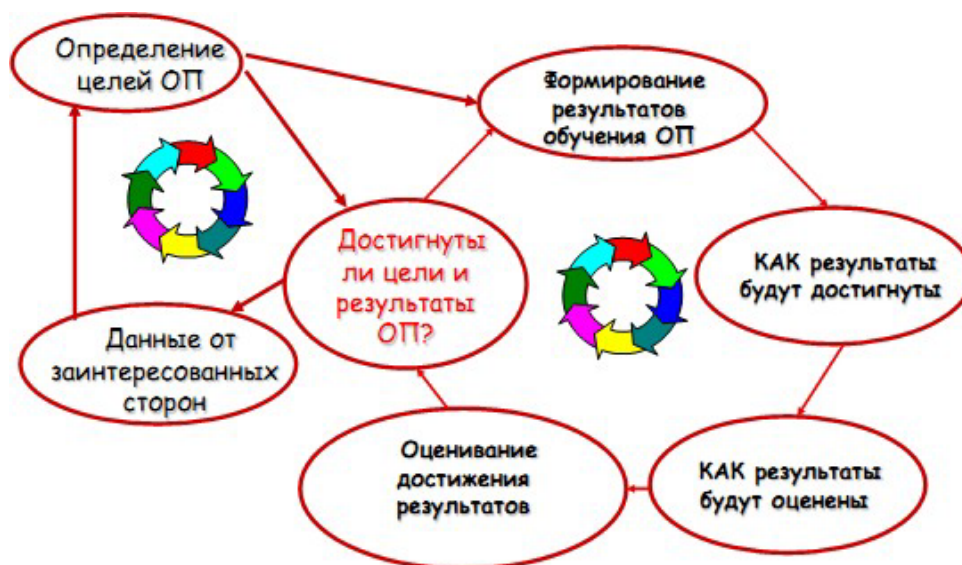 Определение
целей ОП
Формирование
результатов
обучения ОП
Достигнуты
ли цели и
результаты
ОП?
КАК результаты
будут достигнуты
Данные от
заинтересованных
сторон
Оценивание
достижения
результатов
КАК результаты
будут оценены